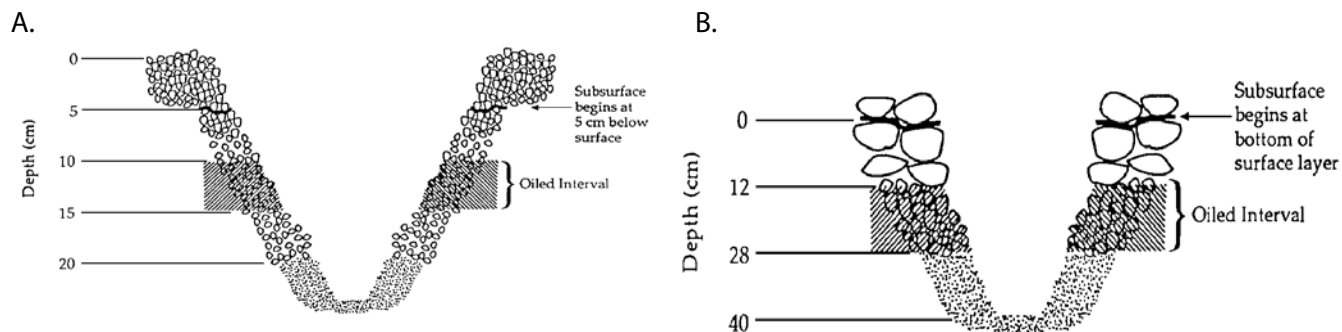 A.
0
5
10
15
20
Depth (cm)
Subsurface
begins at
5 cm below
surface
Oiled Interval
B.
0
12
28
40
Depth (cm)
Subsurface
begins at
bottom of
surface layer
Oiled Interval